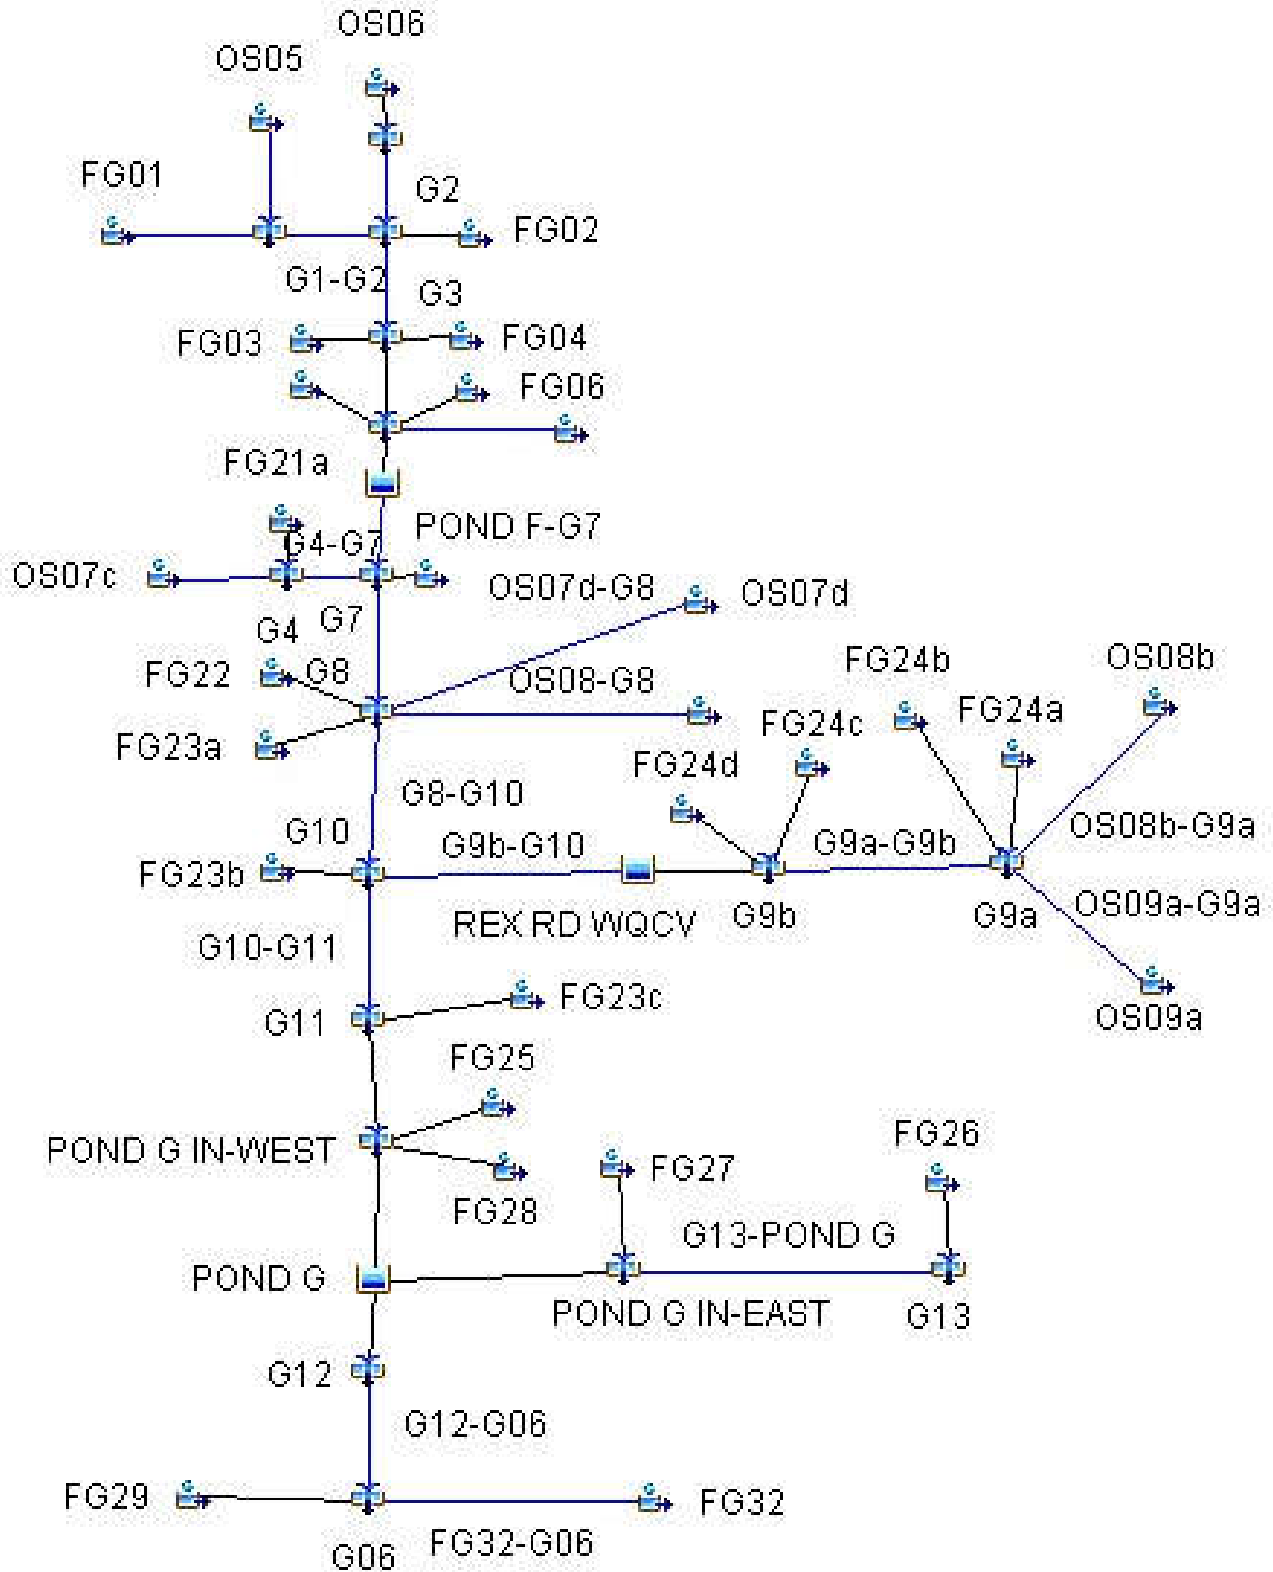 OS06
OS05
FG01
G2
FG02
G1-G2
G3
FG03
FG04
FG06
FG21a
POND F-G7
G4-G7
OS07c
OS07d-G8
OS07d
G4
G7
FG22
G8
OS08-G8
FG24b
OS08b
FG23a
FG24c
FG24a
FG24d
G8-G10
G10
G9b-G10
G9a-G9b
OS08b-G9a
FG23b
REX RD WQCV
G9b
G9a
OS09a-G9a
G10-G11
G11
FG23c
OS09a
FG25
POND G IN-WEST
FG26
FG27
FG28
G13-POND G
POND G
POND G IN-EAST
G13
G12
G12-G06
FG29
FG32
G06
FG32-G06